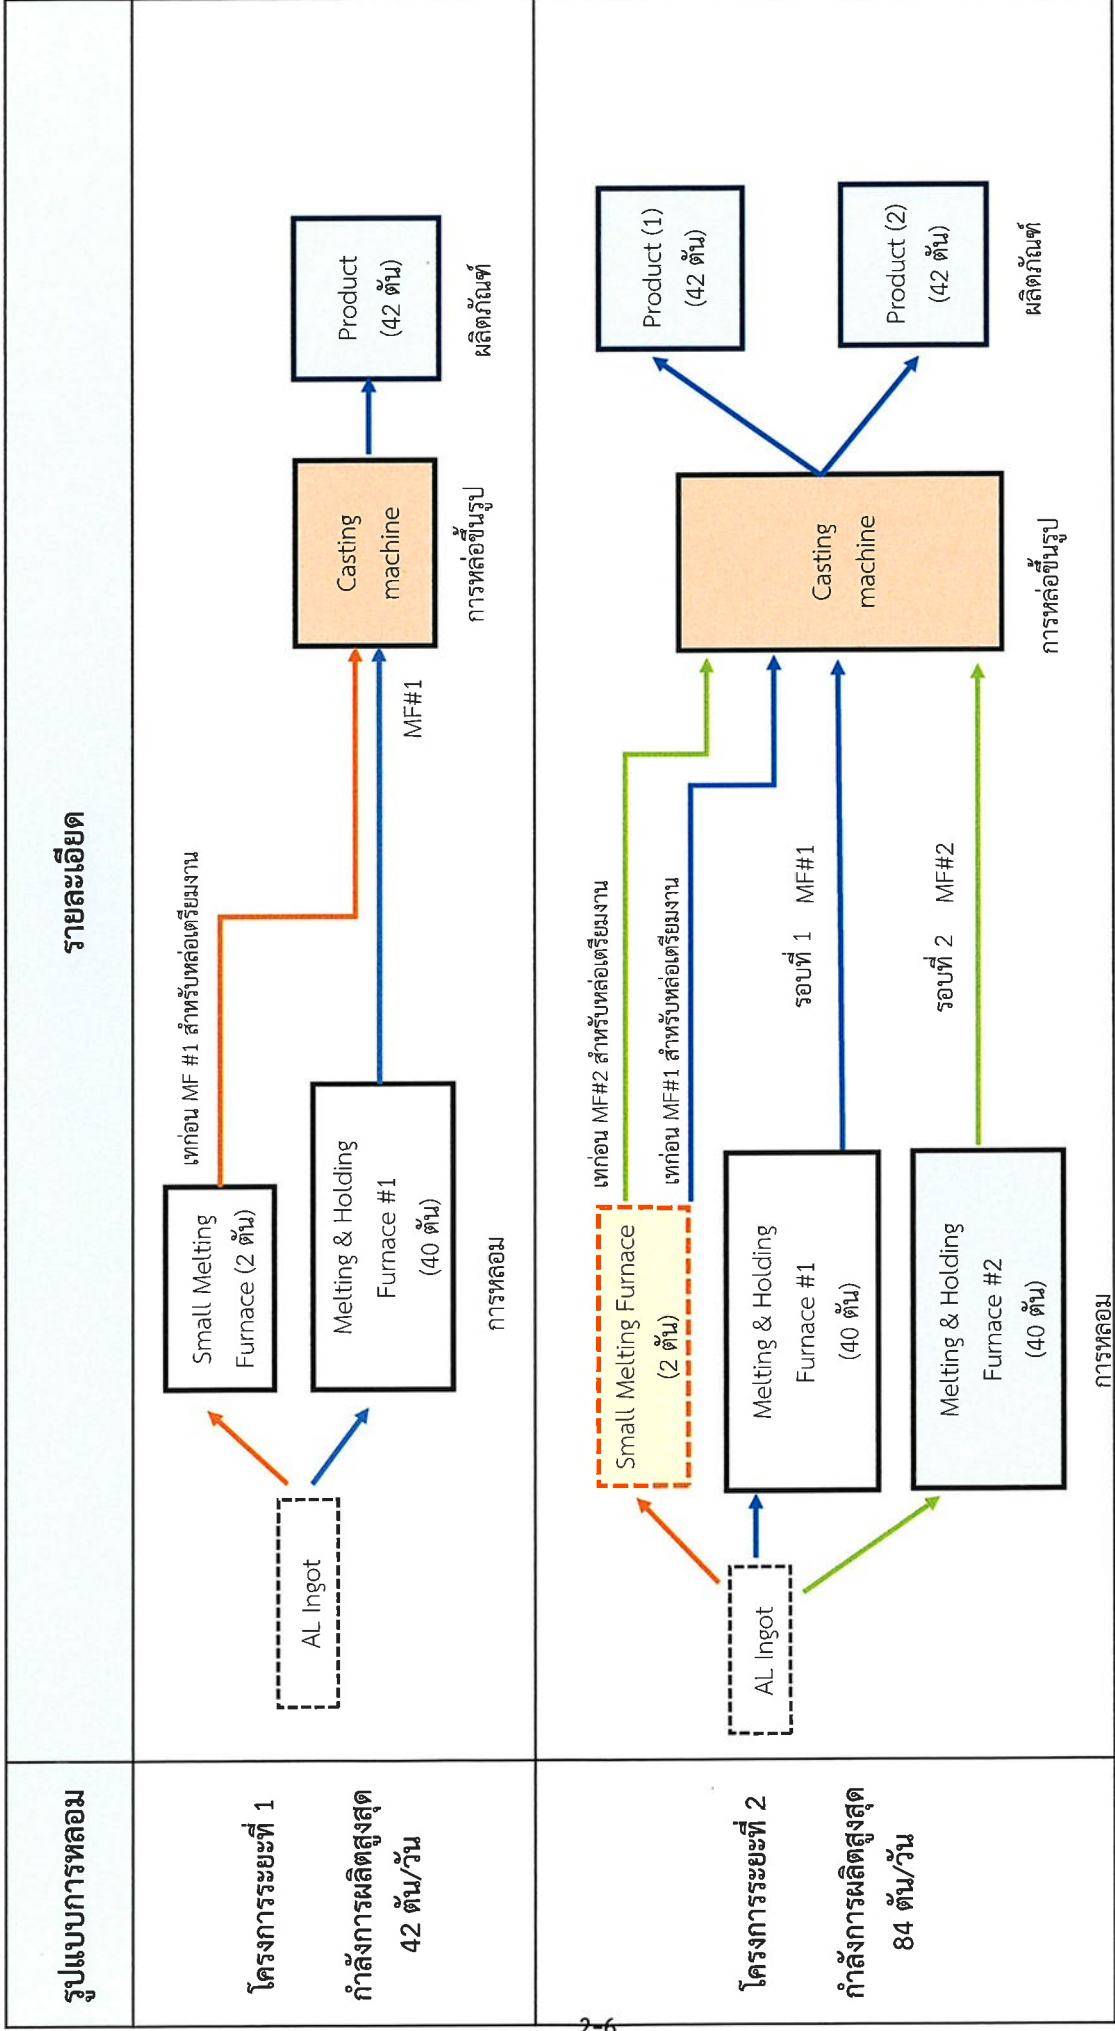 รูปแบบการหลอม
รายละเอียด
โครงการระยะที่ 1
กำลังการผลิตสูงสุด
42 ตัน/วัน
AL Ingot
Small Melting
Furnace (2 ตัน)
Melting & Holding
Furnace #1
(40 ตัน)
การหลอม
เทก่อน MF #1 สำหรับหล่อเตรียมงาน
MF#1
Casting
machine
การหล่อขึ้นรูป
Product
(42 ตัน)
ผลิตภัณฑ์
โครงการระยะที่ 2
กำลังการผลิตสูงสุด
84 ตัน/วัน
AL Ingot
Small Melting Furnace
(2 ตัน)
Melting & Holding
Furnace #1
(40 ตัน)
Melting & Holding
Furnace #2
(40 ตัน)
การหลอม
เทก่อน MF#2 สำหรับหล่อเตรียมงาน
เทก่อน MF#1 สำหรับหล่อเตรียมงาน
รอบที่ 1 MF#1
รอบที่ 2 MF#2
Casting
machine
การหล่อขึ้นรูป
Product (1)
(42 ตัน)
Product (2)
(42 ตัน)
ผลิตภัณฑ์
2-6